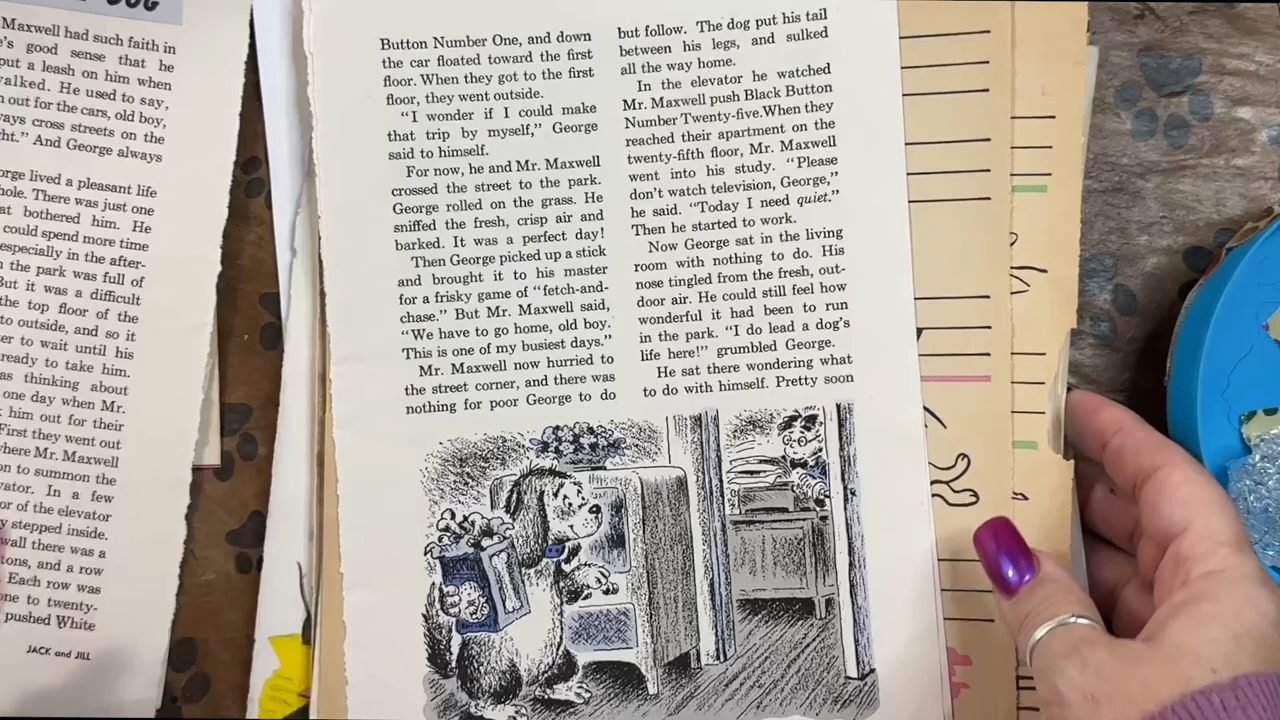 DOG
Maxwell had such faith in
good sense that he
put a leash on him when
walked. He used to say,
out for the cars, old boy,
cross streets on the
And George always
lived a pleasant life
There was just one
bothered him. He
could spend more time
especially in the after-
the park was full of
But it was a difficult
the top floor of the
to outside, and so it
to wait until his
ready to take him.
thinking about
one day when Mr.
him out for their
First they went out
where Mr. Maxwell
to summon the
In a few
of the elevator
stepped inside.
wall there was a
and a row
Each row was
one to twenty-
pushed White
JACK and JILL
Button Number One, and down
the car floated toward the first
floor. When they got to the first
floor, they went outside.
“I wonder if I could make
that trip by myself,” George
said to himself.
For now, he and Mr. Maxwell
crossed the street to the park.
George rolled on the grass. He
sniffed the fresh, crisp air and
barked. It was a perfect day!
Then George picked up a stick
and brought it to his master
for a frisky game of “fetch-and-
chase.” But Mr. Maxwell said,
“We have to go home, old boy.
This is one of my busiest days.”
Mr. Maxwell now hurried to
the street corner, and there was
nothing for poor George to do
but follow. The dog put his tail
between his legs, and sulked
all the way home.
In the elevator he watched
Mr. Maxwell push Black Button
Number Twenty-five.When they
reached their apartment on the
twenty-fifth floor, Mr. Maxwell
went into his study. “Please
don’t watch television, George,”
he said. “Today I need quiet.”
Then he started to work.
Now George sat in the living
room with nothing to do. His
nose tingled from the fresh, out-
door air. He could still feel how
wonderful it had been to run
in the park. “I do lead a dog’s
life here!” grumbled George.
He sat there wondering what
to do with himself. Pretty soon